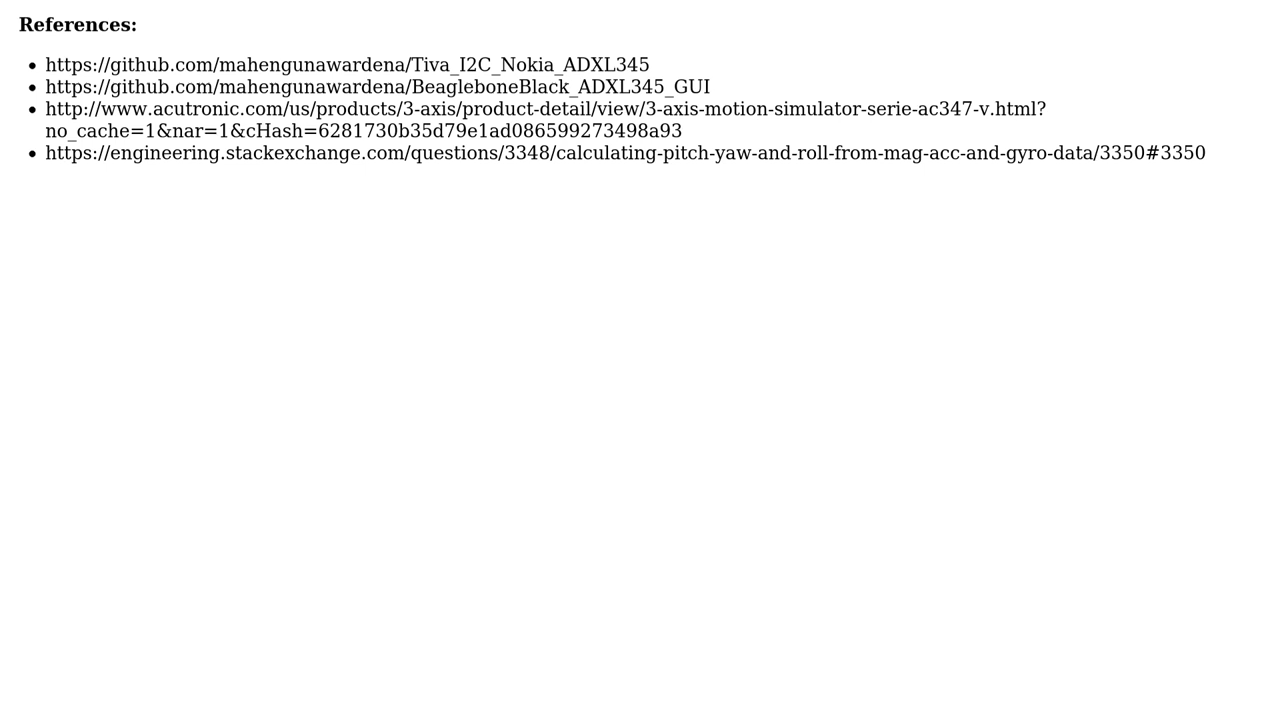 References:
https://github.com/mahengunawardena/Tiva_I2C_Nokia_ADXL345
https://github.com/mahengunawardena/BeagleboneBlack_ADXL345_GUI
http://www.acutronic.com/us/products/3-axis/product-detail/view/3-axis-motion-simulator-serie-ac347-v.html?
no_cache=1&nar=1&cHash=6281730b35d79e1ad086599273498a93
https://engineering.stackexchange.com/questions/3348/calculating-pitch-yaw-and-roll-from-mag-acc-and-gyro-data/3350#3350